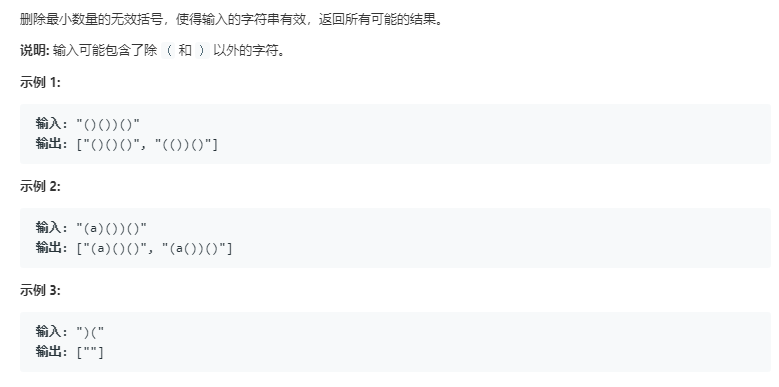 删除最小数量的无效括号，使得输入的字符串有效，返回所有可能的结果。
说明: 输入可能包含了除 ( 和 ) 以外的字符。
示例 1:
输入: "()())()"
输出: ["()()()", "(())()"]
示例 2:
输入: "(a)())()"
输出: ["(a)()()", "(a())()"]
示例 3:
输入: ")("
输出: [""]